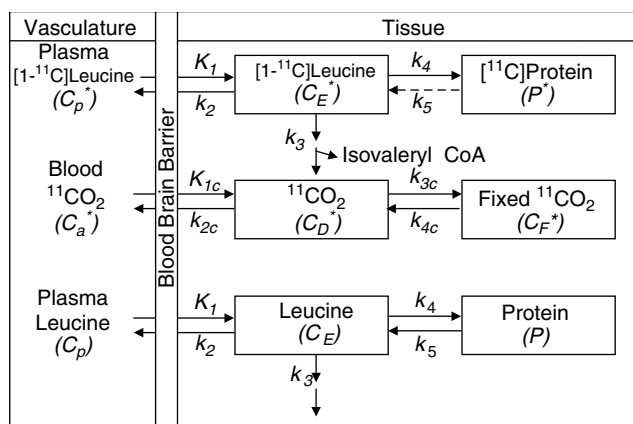 Vasculature Tissue
Plasma
[1-¹¹C]Leucine
(Cp*)
K1
k2
[1-¹¹C]Leucine
(CE*)
k4
k5
[¹¹C]Protein
(P*)
k3
Isovaleryl CoA
Blood Brain Barrier
Blood
¹¹CO2
(Ca*)
K1c
k2c
¹¹CO2
(CD*)
k3c
k4c
Fixed ¹¹CO2
(CF*)
Plasma
Leucine
(Cp)
K1
k2
Leucine
(CE)
k4
k5
Protein
(P)
k3